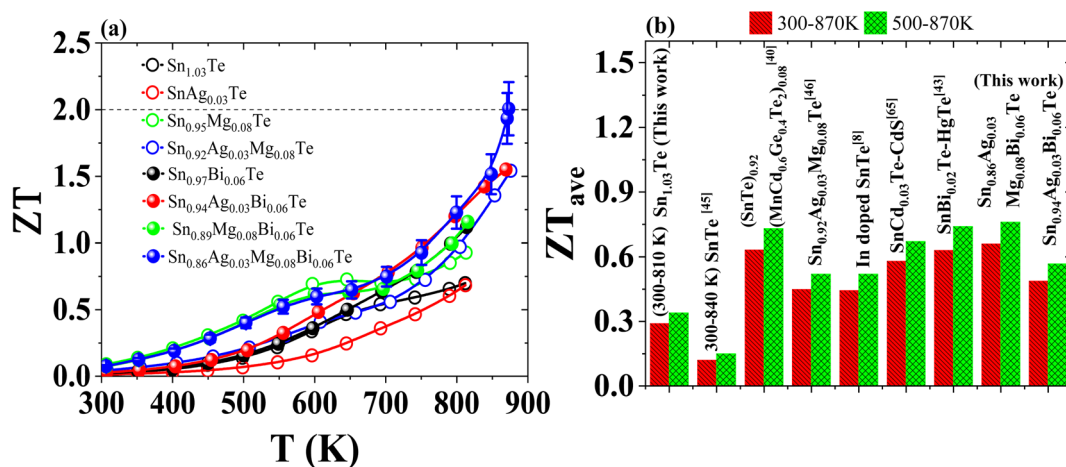 (a)
2.5
2.0
1.5
1.0
0.5
0.0
ZT
300 400 500 600 700 800 900
T (K)
Sn1.03Te
SnAg0.03Te
Sn0.95Mg0.08Te
Sn0.92Ag0.03Mg0.08Te
Sn0.97Bi0.06Te
Sn0.94Ag0.03Bi0.06Te
Sn0.89Mg0.08Bi0.06Te
Sn0.86Ag0.03Mg0.08Bi0.06Te
300-870K
500-870K
(b)
1.5
1.2
0.9
0.6
0.3
0.0
ZTave
(300-810 K) Sn1.03Te (This work)
300-840 K) SnTe [45]
(SnTe)0.92
(MnCd0.6Ge0.4Te2)0.08[40]
Sn0.92Ag0.03Mg0.08Te[46]
In doped SnTe[8]
SnCd0.03Te-CdS[65]
SnBi0.02Te-HgTe[43]
(This work)
Sn0.86Ag0.03
Mg0.08Bi0.06Te
Sn0.94Ag0.03Bi0.06Te